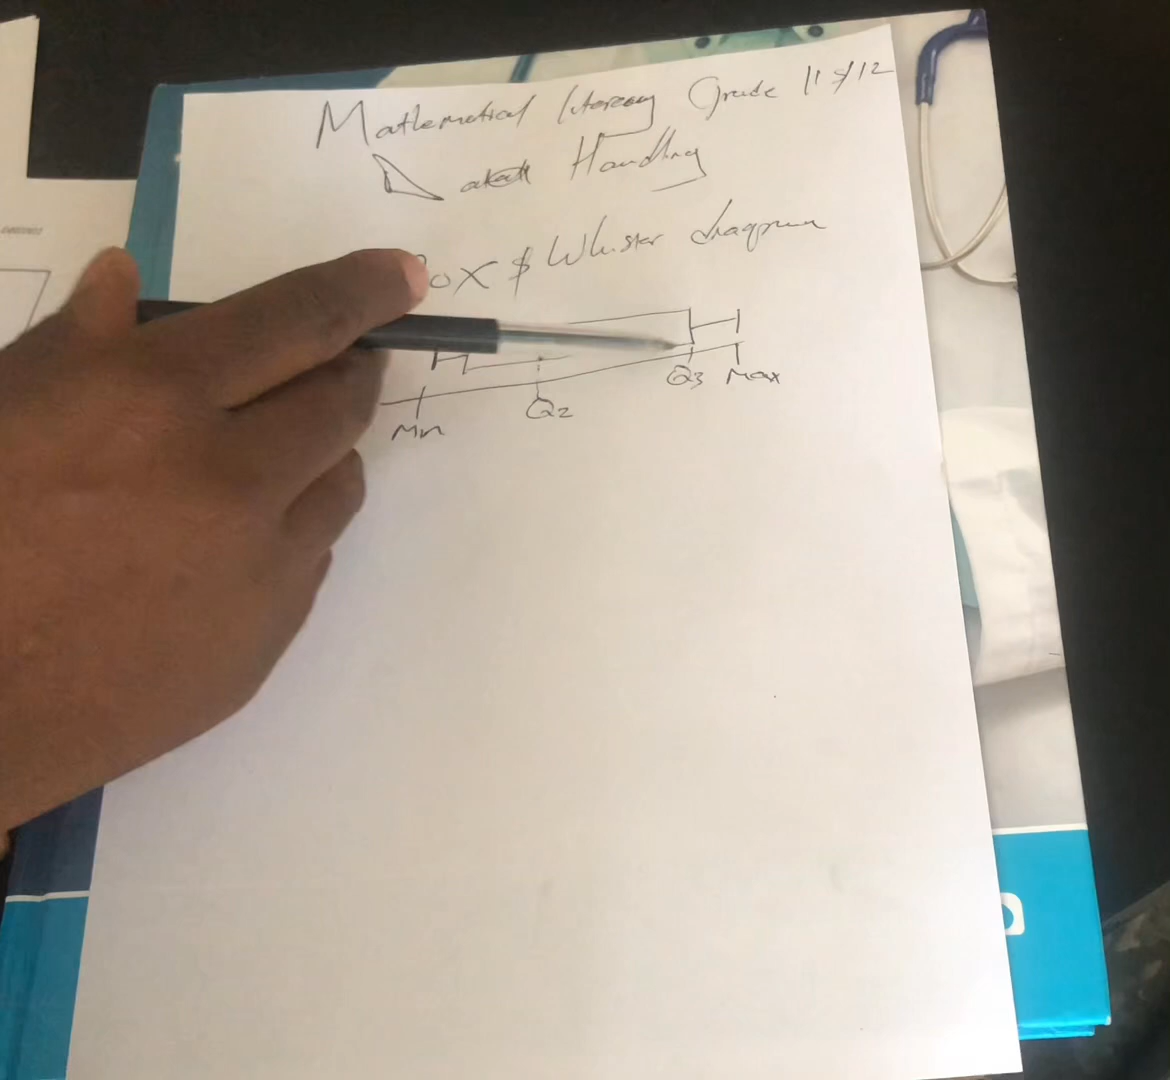 Mathematical literacy Grade 11 $ 12
Data Handling
Box $ Whisker diagram
Q3 Max
Q2
Min